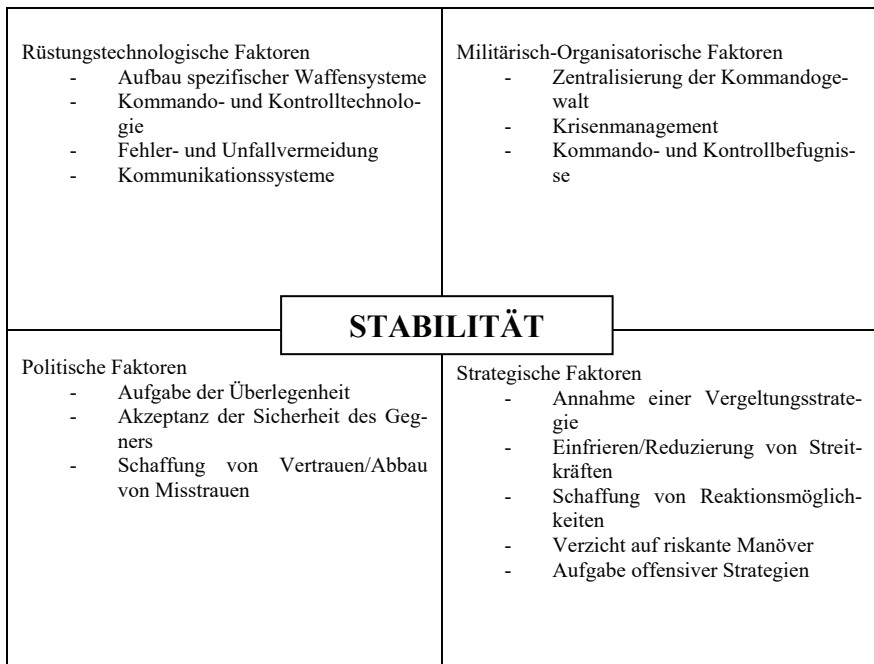 Rüstungstechnologische Faktoren
- Aufbau spezifischer Waffensysteme
- Kommando- und Kontrolltechnolo-
gie
- Fehler- und Unfallvermeidung
- Kommunikationssysteme
Militärisch-Organisatorische Faktoren
- Zentralisierung der Kommandoge-
walt
- Krisenmanagement
- Kommando- und Kontrollbefugnis-
se
STABILITÄT
Politische Faktoren
- Aufgabe der Überlegenheit
- Akzeptanz der Sicherheit des Geg-
ners
- Schaffung von Vertrauen/Abbau
von Misstrauen
Strategische Faktoren
- Annahme einer Vergeltungsstrate-
gie
- Einfrieren/Reduzierung von Streit-
kräften
- Schaffung von Reaktionsmöglich-
keiten
- Verzicht auf riskante Manöver
- Aufgabe offensiver Strategien